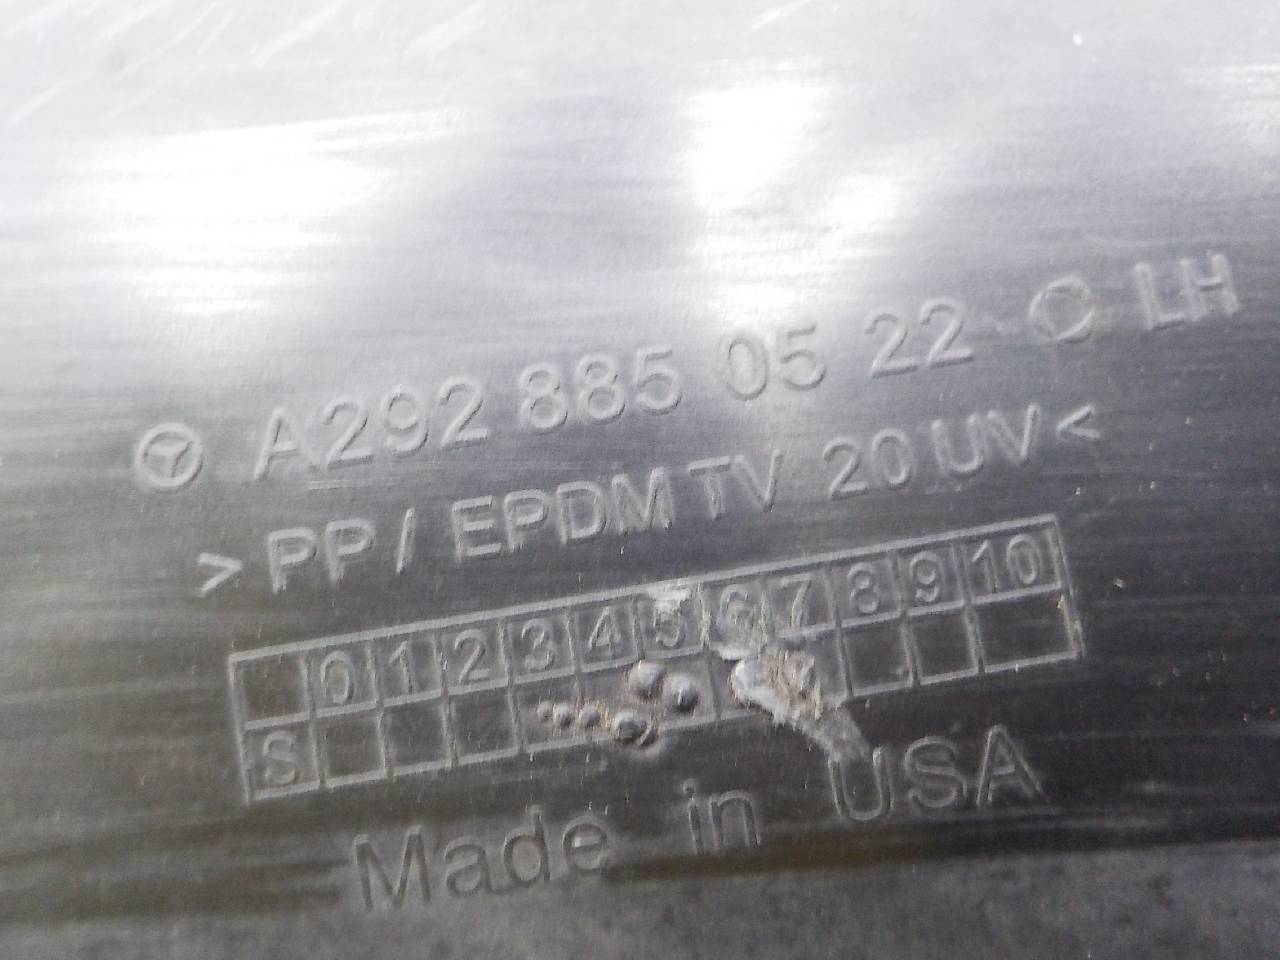 A292 885 05 22 LH
>PP/EPDM TV 20 UV<
0 1 2 3 4 5 6 7 8 9 10
S
Made in USA